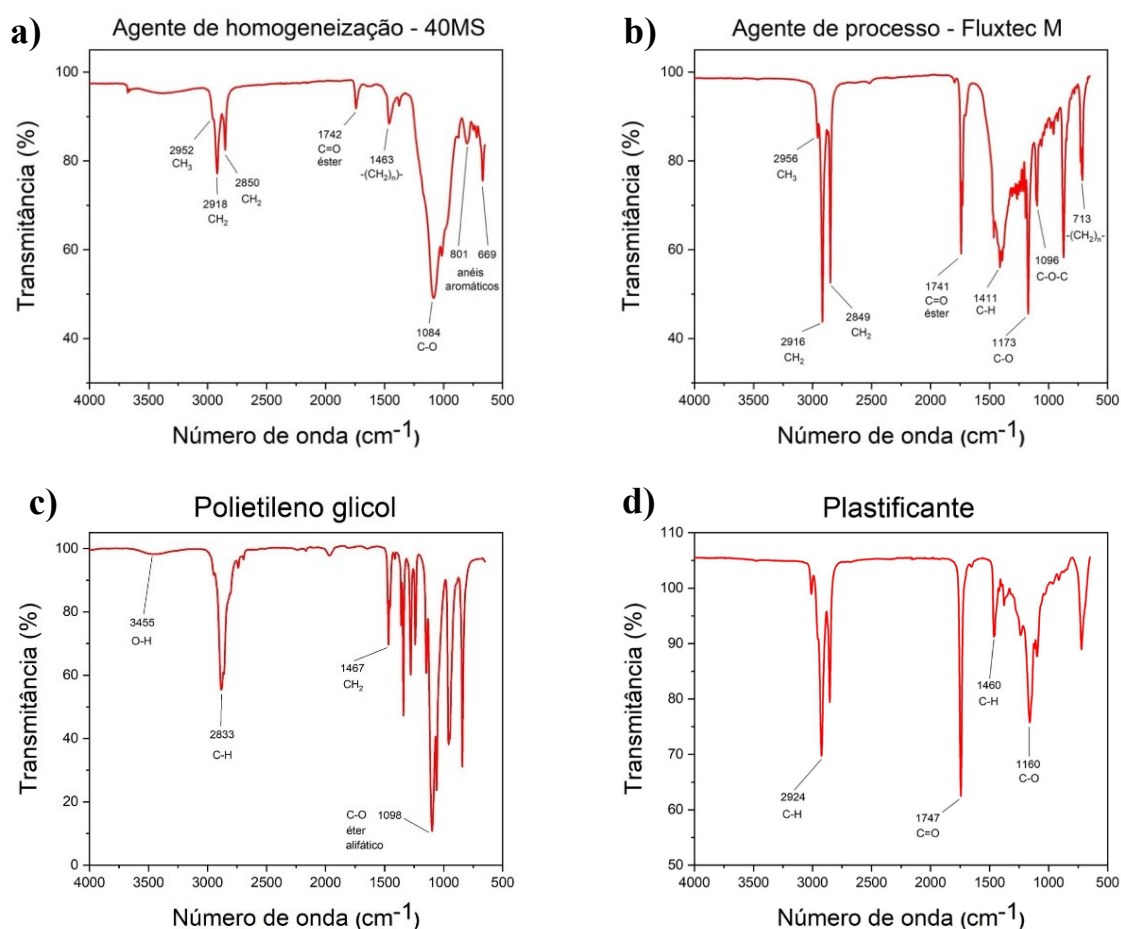 a)
Agente de homogeneização - 40MS
Transmitância (%)
100
80
60
40
2952
CH₃
2918
CH₂
2850
CH₂
1742
C=O
éster
1463
-(CH₂)ₙ)-
1084
C-O
801
669
anéis
aromáticos
4000 3500 3000 2500 2000 1500 1000 500
Número de onda (cm⁻¹)
b)
Agente de processo - Fluxtec M
Transmitância (%)
100
80
60
40
2956
CH₃
2916
CH₂
2849
CH₂
1741
C=O
éster
1411
C-H
1173
C-O
1096
C-O-C
713
-(CH₂)ₙ-
4000 3500 3000 2500 2000 1500 1000 500
Número de onda (cm⁻¹)
c)
Polietileno glicol
Transmitância (%)
100
80
60
40
20
0
3455
O-H
2833
C-H
1467
CH₂
C-O 1098
éter
alifático
4000 3500 3000 2500 2000 1500 1000 500
Número de onda (cm⁻¹)
d)
Plastificante
Transmitância (%)
110
100
90
80
70
60
50
2924
C-H
1747
C=O
1460
C-H
1160
C-O
4000 3500 3000 2500 2000 1500 1000 500
Número de onda (cm⁻¹)